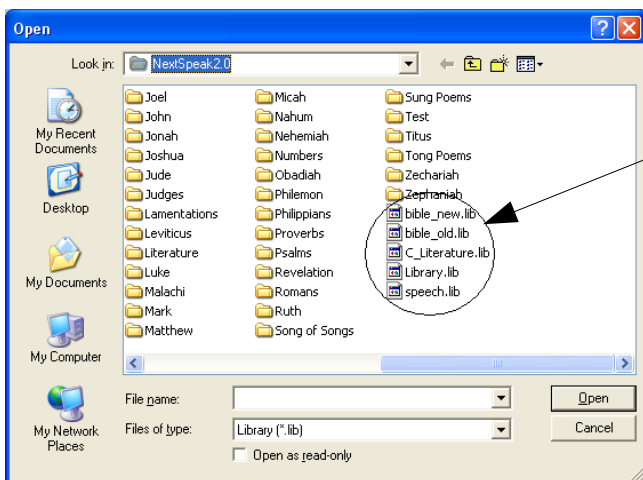 Open
Look in: NextSpeak2.0
My Recent
Documents
Desktop
My Documents
My Computer
My Network
Places
Joel
John
Jonah
Joshua
Jude
Judges
Lamentations
Leviticus
Literature
Luke
Malachi
Mark
Matthew
Micah
Nahum
Nehemiah
Numbers
Obadiah
Philemon
Philippians
Proverbs
Psalms
Revelation
Romans
Ruth
Song of Songs
Sung Poems
Test
Titus
Tong Poems
Zechariah
Zephaniah
bible_new.lib
bible_old.lib
C_Literature.lib
Library.lib
speech.lib
File name:
Open
Files of type: Library (*.lib)
Cancel
Open as read-only